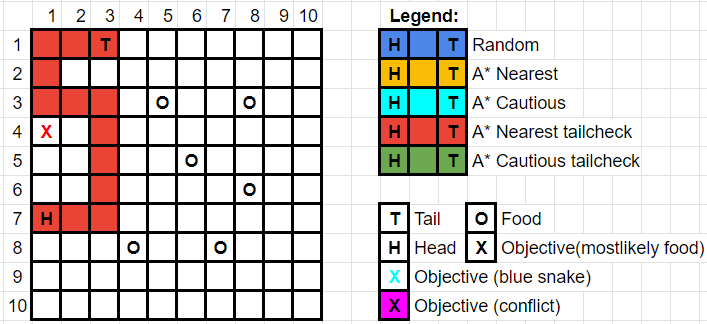 1 2 3 4 5 6 7 8 9 10 Legend:
1 T H T Random
2 H T A* Nearest
3 O O H T A* Cautious
4 X H T A* Nearest tailcheck
5 O H T A* Cautious tailcheck
6 O
7 H T Tail O Food
8 O O H Head X Objective(mostlikely food)
9 X Objective (blue snake)
10 X Objective (conflict)